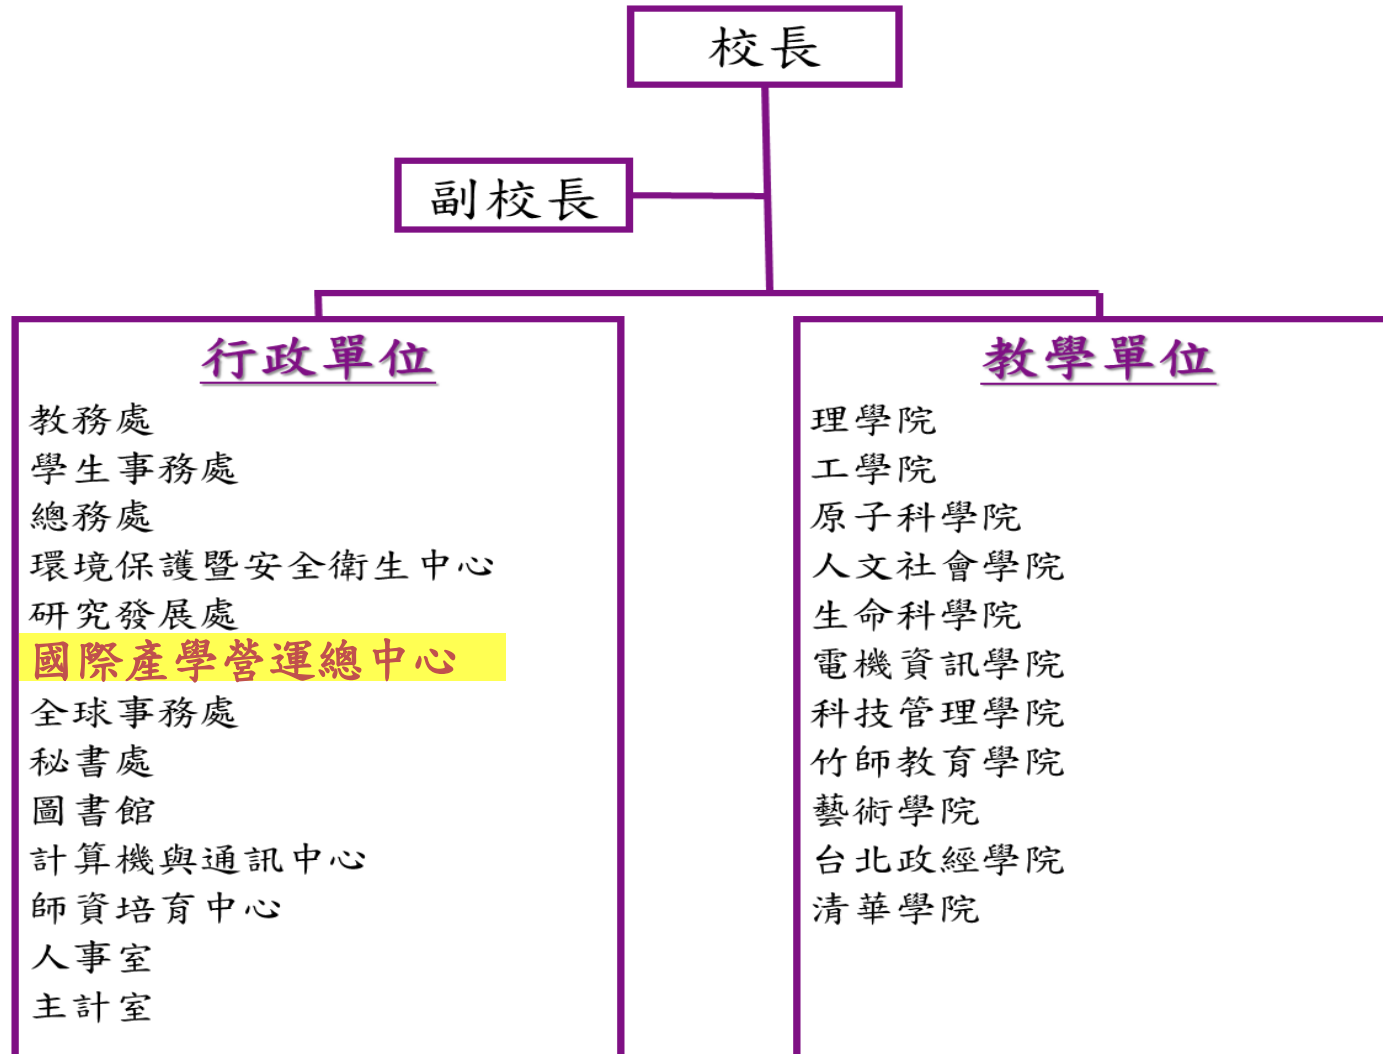 校長
副校長
行政單位
教務處
學生事務處
總務處
環境保護暨安全衛生中心
研究發展處
國際產學營運總中心
全球事務處
秘書處
圖書館
計算機與通訊中心
師資培育中心
人事室
主計室
教學單位
理學院
工學院
原子科學院
人文社會學院
生命科學院
電機資訊學院
科技管理學院
竹師教育學院
藝術學院
台北政經學院
清華學院